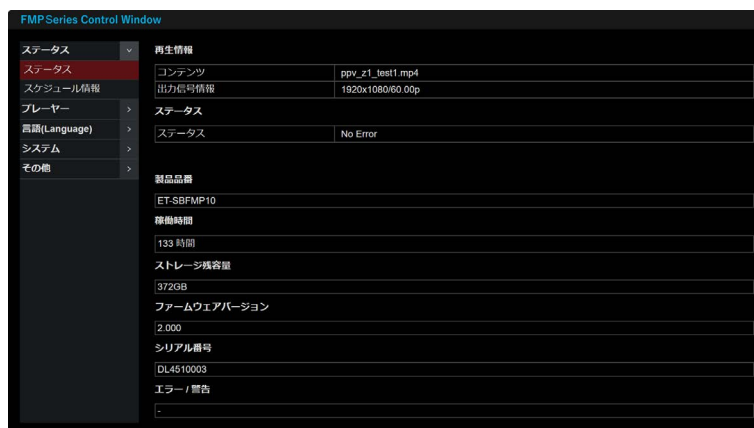 FMP Series Control Window
ステータス
ステータス
スケジュール情報
プレーヤー
言語(Language)
システム
その他
再生情報
コンテンツ ppv_z1_test1.mp4
出力信号情報 1920x1080/60.00p
ステータス
ステータス No Error
製品品番
ET-SBFMP10
稼働時間
133 時間
ストレージ残容量
372GB
ファームウェアバージョン
2.000
シリアル番号
DL4510003
エラー / 警告
-